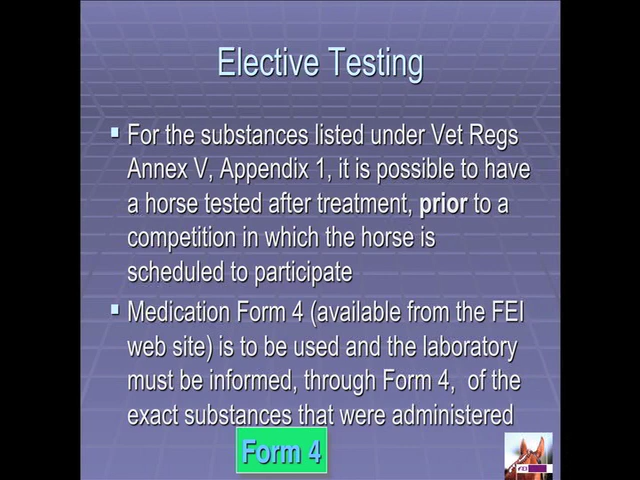 Elective Testing
For the substances listed under Vet Regs
Annex V, Appendix 1, it is possible to have
a horse tested after treatment, prior to a
competition in which the horse is
scheduled to participate
Medication Form 4 (available from the FEI
web site) is to be used and the laboratory
must be informed, through Form 4,  of the
exact substances that were administered
Form 4